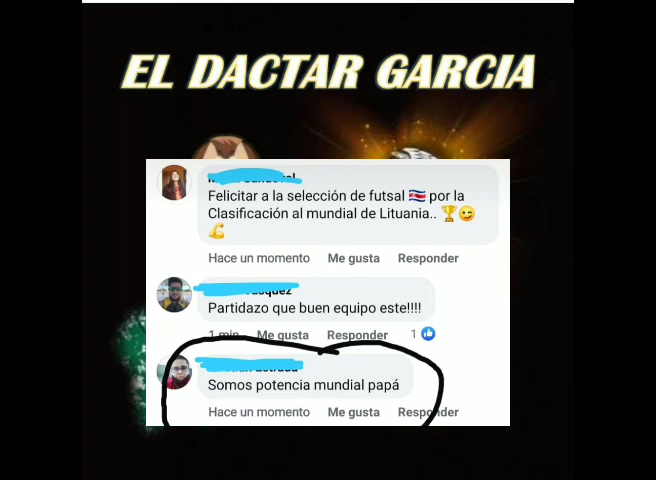 EL DACTAR GARCIA
Felicitar a la selección de futsal 🇨🇷 por la
Clasificación al mundial de Lituania.. 🏆😜
💪
Hace un momento Me gusta Responder
Partidazo que buen equipo este!!!!
1 min Me gusta Responder 1
Somos potencia mundial papá
Hace un momento Me gusta Responder